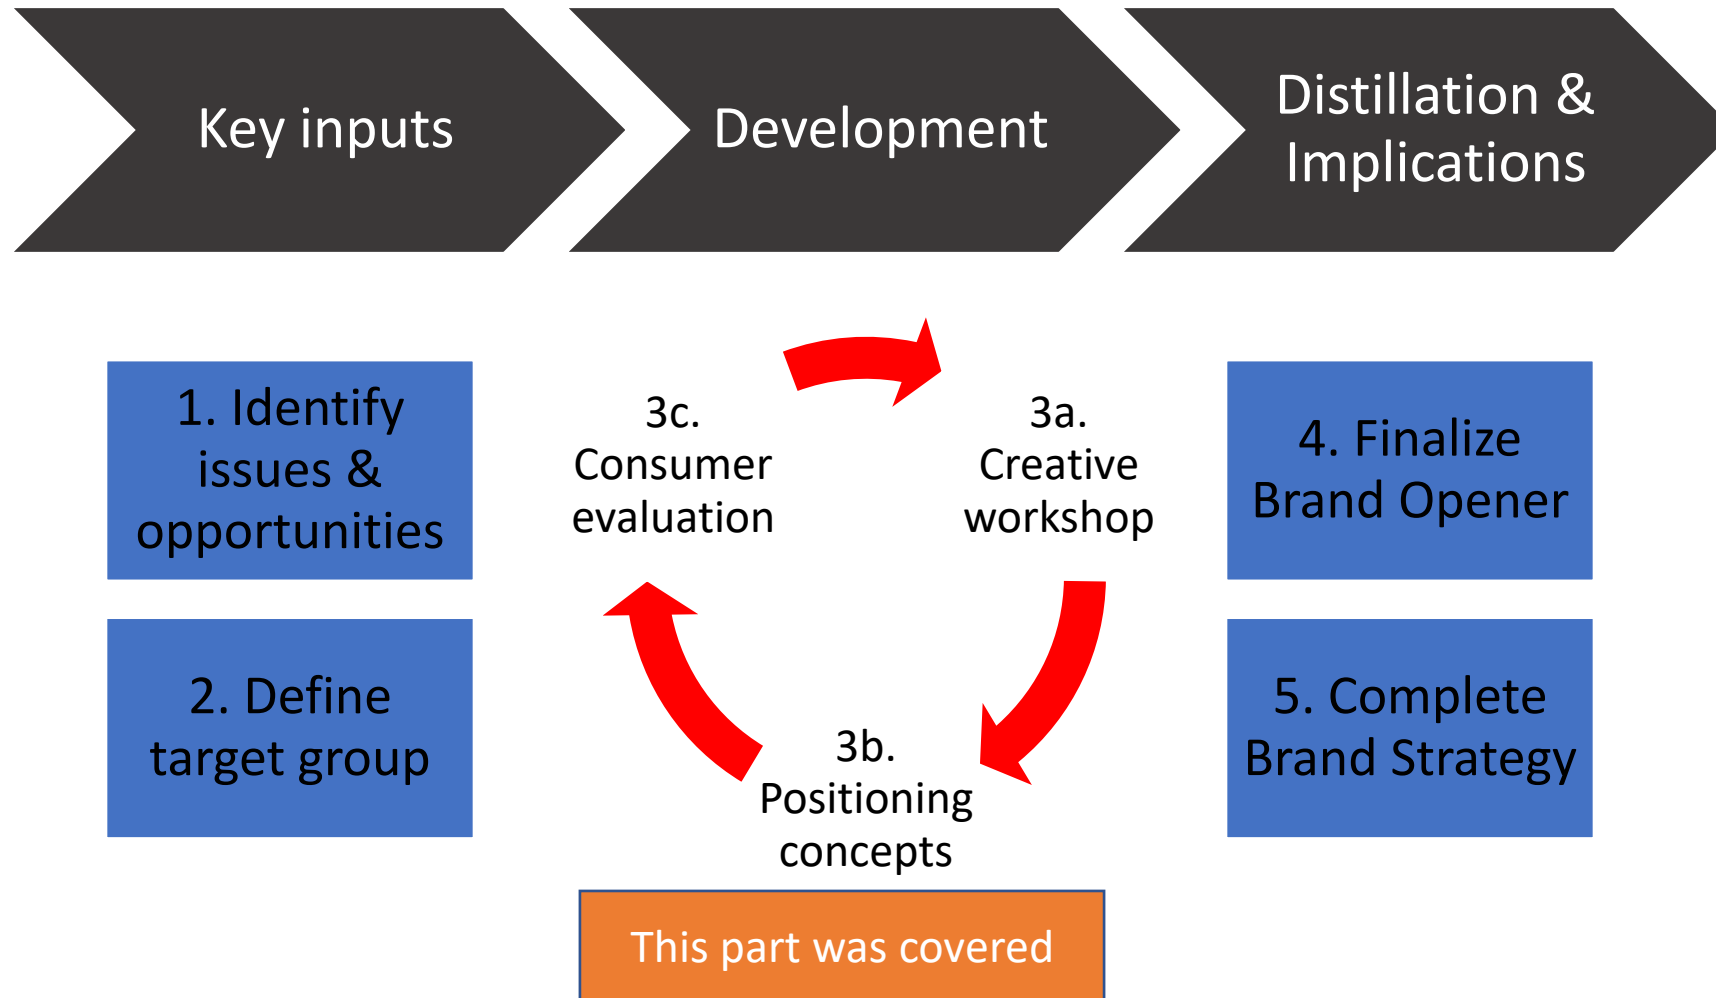 Key inputs
Development
Distillation &
Implications
1. Identify
issues &
opportunities
2. Define
target group
3c.
Consumer
evaluation
3a.
Creative
workshop
3b.
Positioning
concepts
This part was covered
4. Finalize
Brand Opener
5. Complete
Brand Strategy